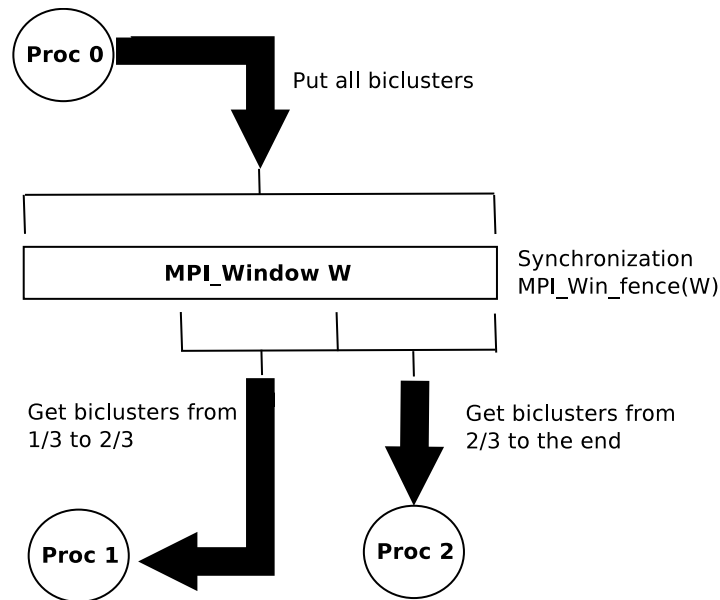 Proc 0
Put all biclusters
MPI_Window W
Synchronization
MPI_Win_fence(W)
Get biclusters from
1/3 to 2/3
Get biclusters from
2/3 to the end
Proc 1
Proc 2